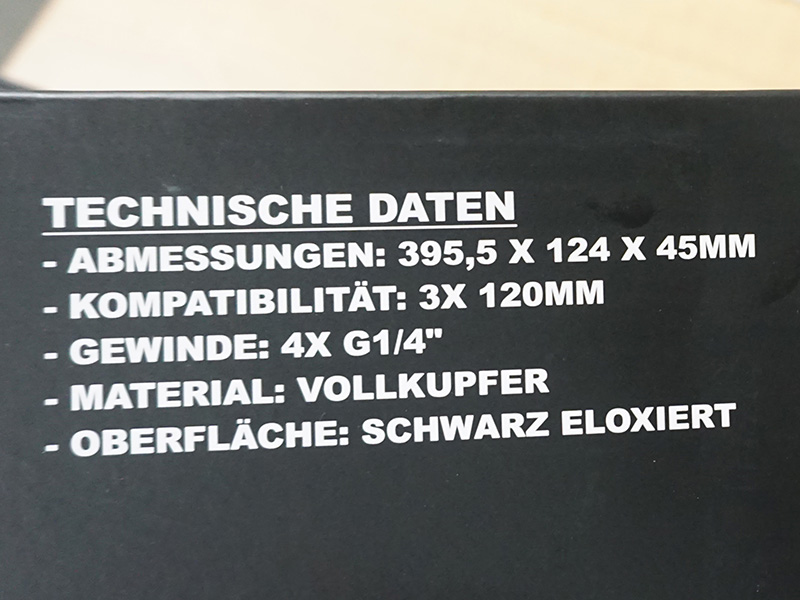 TECHNISCHE DATEN
- ABMESSUNGEN: 395,5 X 124 X 45MM
- KOMPATIBILITÄT: 3X 120MM
- GEWINDE: 4X G1/4"
- MATERIAL: VOLLKUPFER
- OBERFLÄCHE: SCHWARZ ELOXIERT